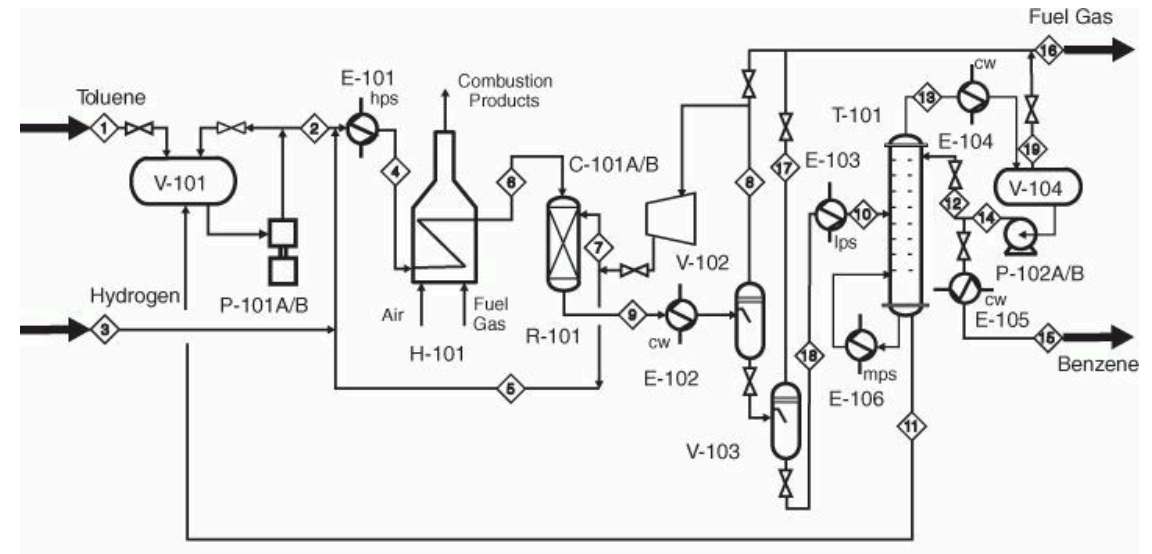 Fuel Gas
16
E-101
hps
Combustion
Products
cw
13
T-101
Toluene
1
2
E-104
19
C-101A/B
E-103
17
V-101
4
6
8
V-104
12
10
14
7
lps
V-102
P-102A/B
P-101A/B
Hydrogen
3
Air
Fuel
Gas
H-101
R-101
9
cw
E-102
cw
E-105
15
Benzene
18
mps
E-106
5
11
V-103